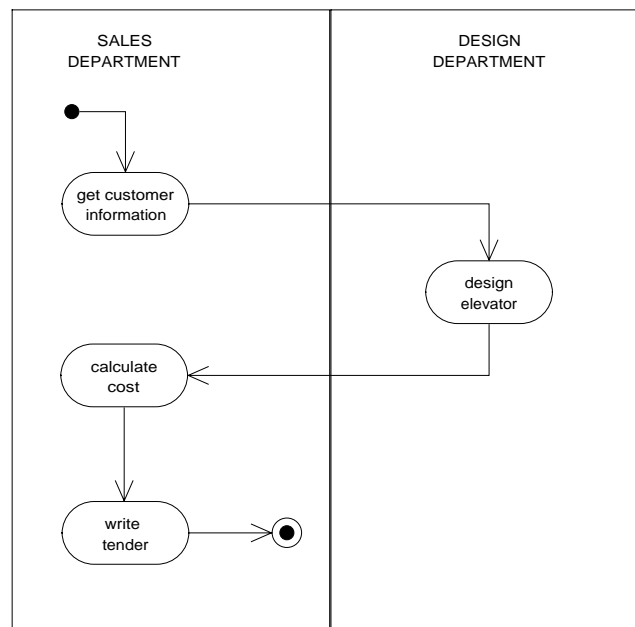 SALES
DEPARTMENT
DESIGN
DEPARTMENT
get customer
information
design
elevator
calculate
cost
write
tender